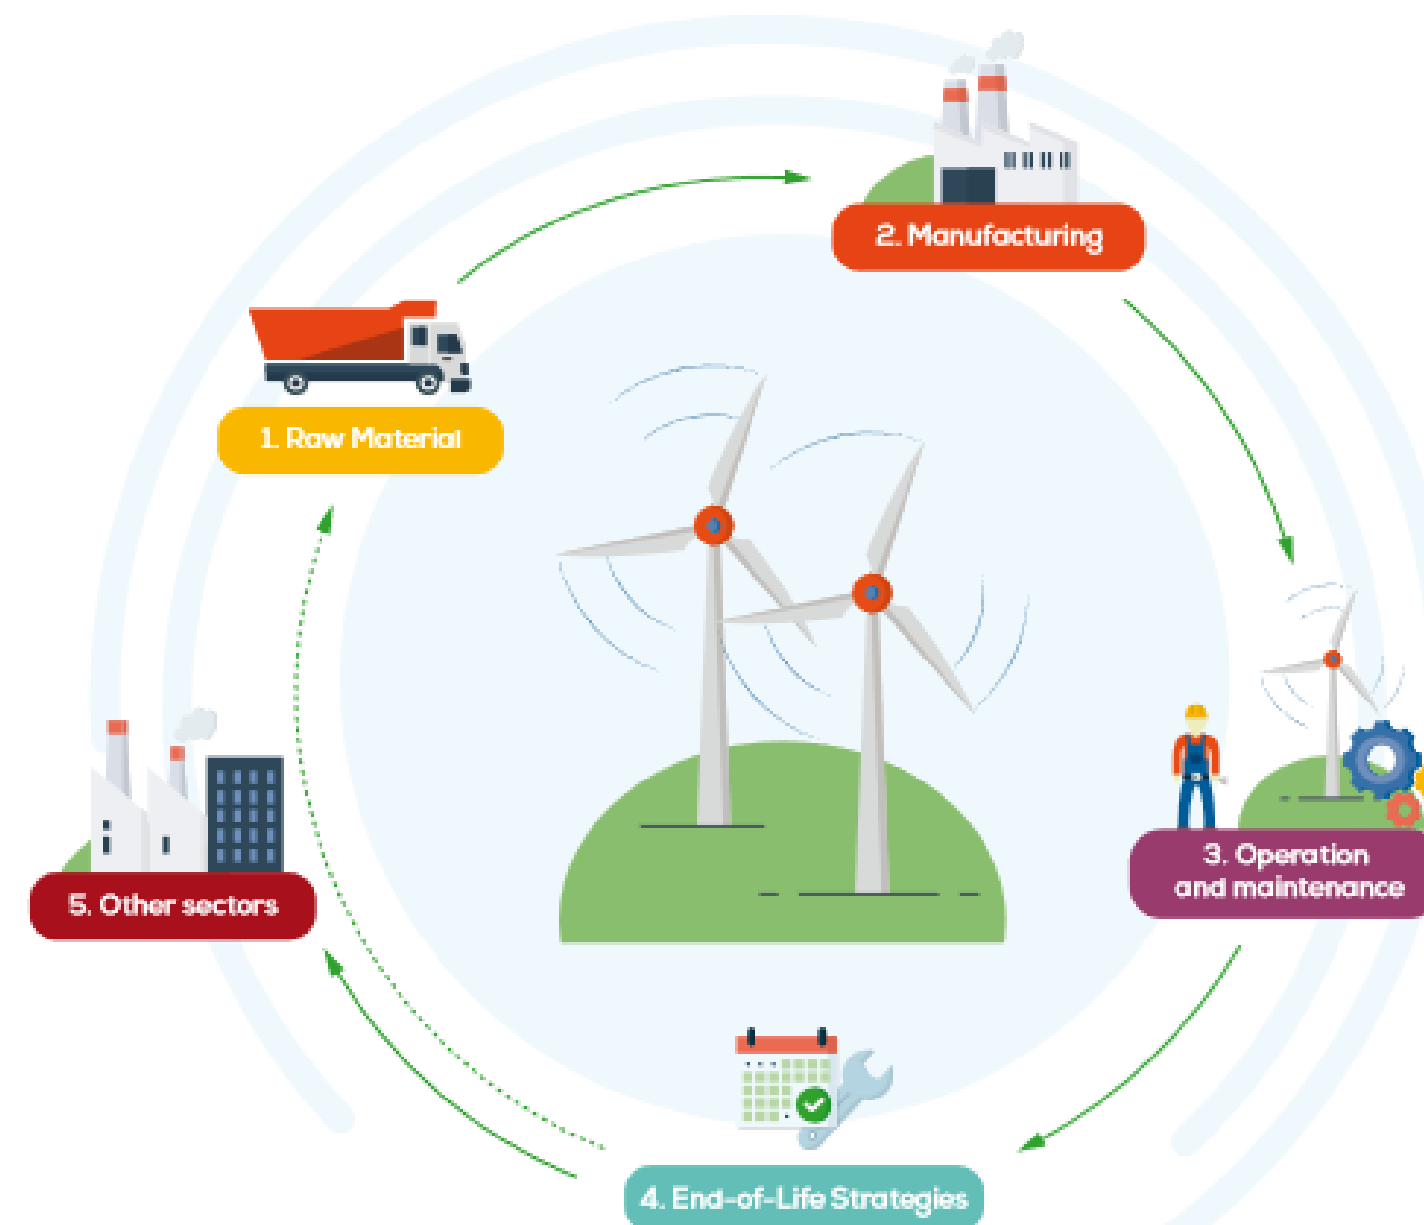 2. Manufacturing
1. Raw Material
3. Operation
and maintenance
5. Other sectors
4. End-of-Life Strategies